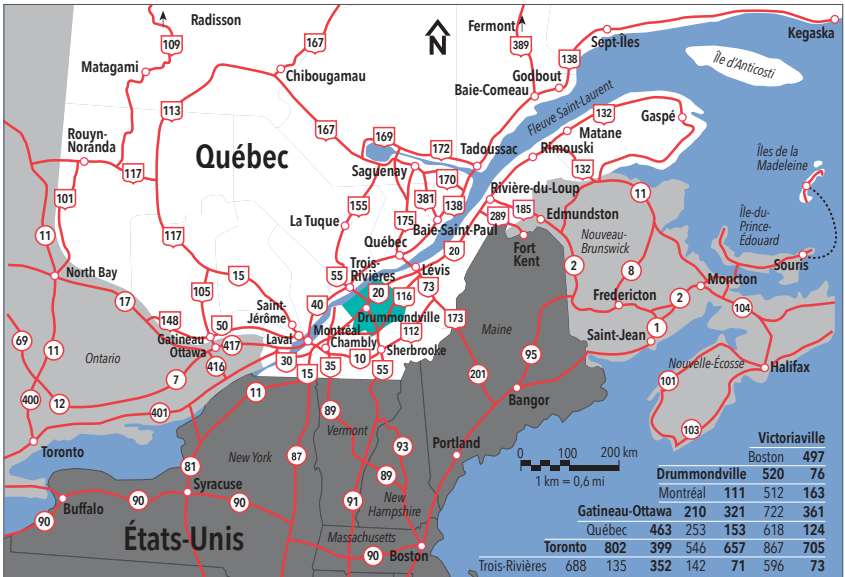 Radisson
Fermont
Kegaska
N
109
167
389
Sept-Îles
138
Matagami
Chibougamau
Godbout
Île d'Anticosti
Baie-Comeau
113
Fleuve Saint-Laurent
132
Gaspé
Matane
167
169
172
Tadoussac
Rimouski
Rouyn-
Noranda
117
Québec
Saguenay
170
132
Îles de la
Madeleine
101
155
381
138
Rivière-du-Loup
11
La Tuque
175
Baie-Saint-Paul
289
185
Edmundston
Île-du-
Prince-
Édouard
11
117
Québec
20
Fort
Kent
Nouveau-
Brunswick
North Bay
15
55
Trois-
Rivières
Lévis
2
8
Moncton
Souris
17
105
40
20
116
73
Fredericton
2
104
148
50
Saint-
Jérôme
Drummondville
173
Maine
Saint-Jean
1
69
11
Gatineau
Ottawa
417
Laval
Montréal
Chambly
112
Sherbrooke
Ontario
416
30
15
35
10
55
95
Nouvelle-Écosse
7
201
101
Halifax
400
12
401
11
89
Bangor
103
Toronto
Vermont
93
Portland
81
New York
87
89
0 100 200 km
1 km = 0,6 mi
Syracuse
90
90
91
New
Hampshire
Buffalo
90
États-Unis
Massachusetts
90
Boston
Victoriaville
Boston 497
Drummondville 520 76
Montréal 111 512 163
Gatineau-Ottawa 210 321 722 361
Québec 463 253 153 618 124
Toronto 802 399 546 657 867 705
Trois-Rivières 688 135 352 142 71 596 73